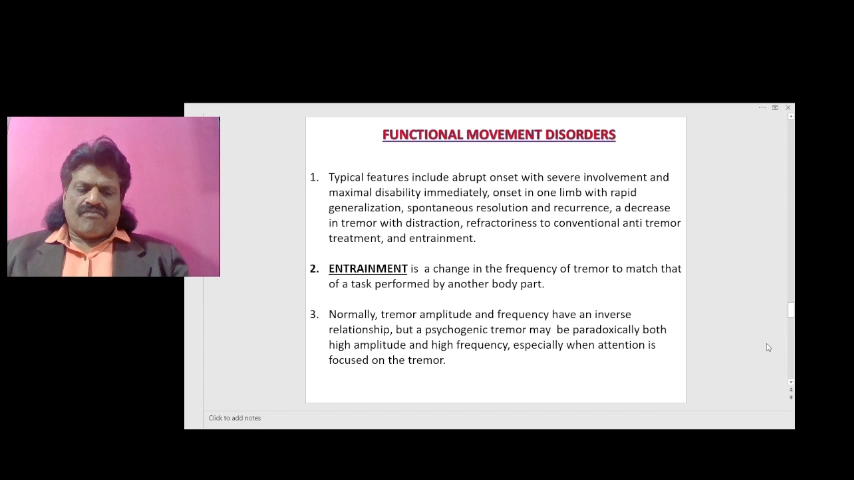 FUNCTIONAL MOVEMENT DISORDERS
1. Typical features include abrupt onset with severe involvement and
maximal disability immediately, onset in one limb with rapid
generalization, spontaneous resolution and recurrence, a decrease
in tremor with distraction, refractoriness to conventional anti tremor
treatment, and entrainment.
2. ENTRAINMENT is a change in the frequency of tremor to match that
of a task performed by another body part.
3. Normally, tremor amplitude and frequency have an inverse
relationship, but a psychogenic tremor may be paradoxically both
high amplitude and high frequency, especially when attention is
focused on the tremor.
Click to add notes